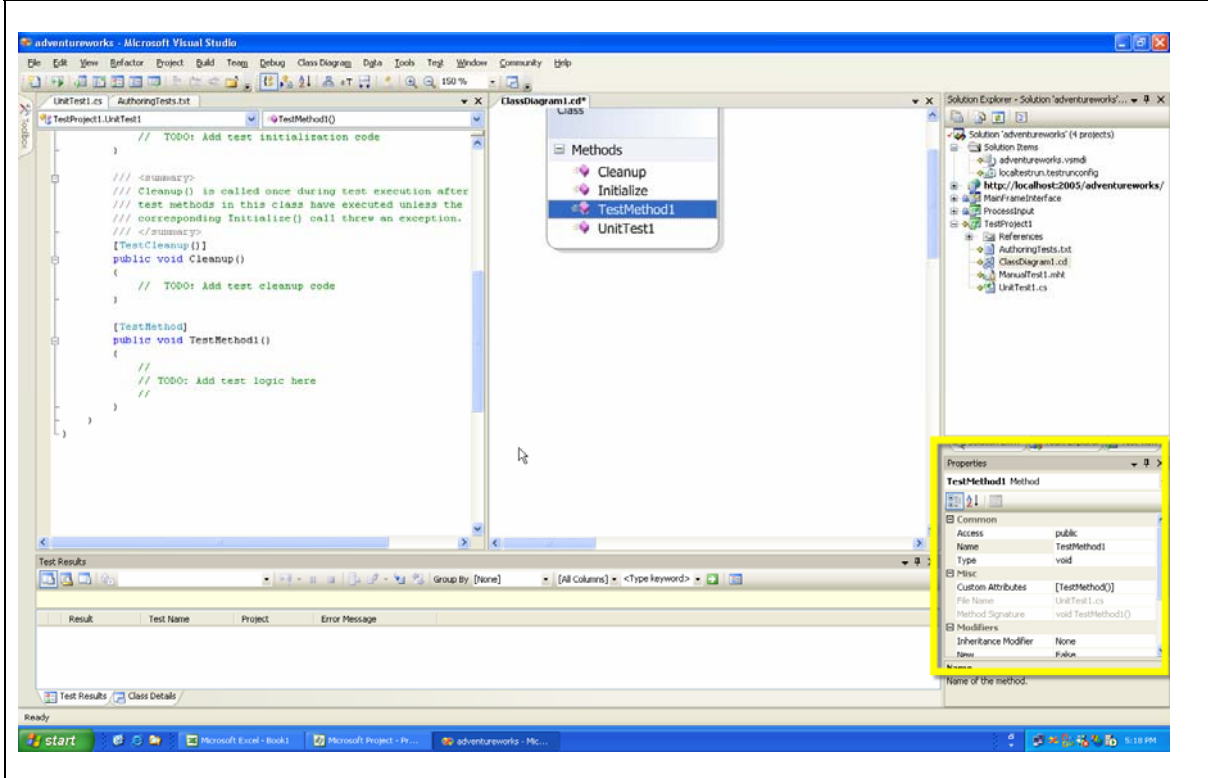 adventureworks - Microsoft Visual Studio
File Edit View Refactor Project Build Team Debug Class Diagram Data Tools Test Window Community Help
150 %
UnitTest1.cs AuthoringTests.txt
TestProject1.UnitTest1 TestMethod1()
// TODO: Add test initialization code
}
/// <summary>
/// Cleanup() is called once during test execution after
/// test methods in this class have executed unless the
/// corresponding Initialize() call threw an exception.
/// </summary>
[TestCleanup()]
public void Cleanup()
{
// TODO: Add test cleanup code
}
[TestMethod]
public void TestMethod1()
{
//
// TODO: Add test logic here
//
}
}
}
ClassDiagram1.cd*
Class
Methods
Cleanup
Initialize
TestMethod1
UnitTest1
Solution Explorer - Solution 'adventureworks'...
Solution 'adventureworks' (4 projects)
Solution Items
adventureworks.vsmdi
localtestrun.testrunconfig
http://localhost:2005/adventureworks/
MainFrameInterface
ProcessInput
TestProject1
References
AuthoringTests.txt
ClassDiagram1.cd
ManualTest1.mht
UnitTest1.cs
Toolbox
Properties
TestMethod1 Method
Common
Access public
Name TestMethod1
Type void
Misc
Custom Attributes [TestMethod()]
File Name UnitTest1.cs
Method Signature void TestMethod1()
Modifiers
Inheritance Modifier None
New False
Name
Name of the method.
Test Results
Group By [None] [All Columns] <Type keyword>
Result Test Name Project Error Message
Test Results Class Details
Ready
start Microsoft Excel - Book1 Microsoft Project - Pr... adventureworks - Mic... 5:18 PM